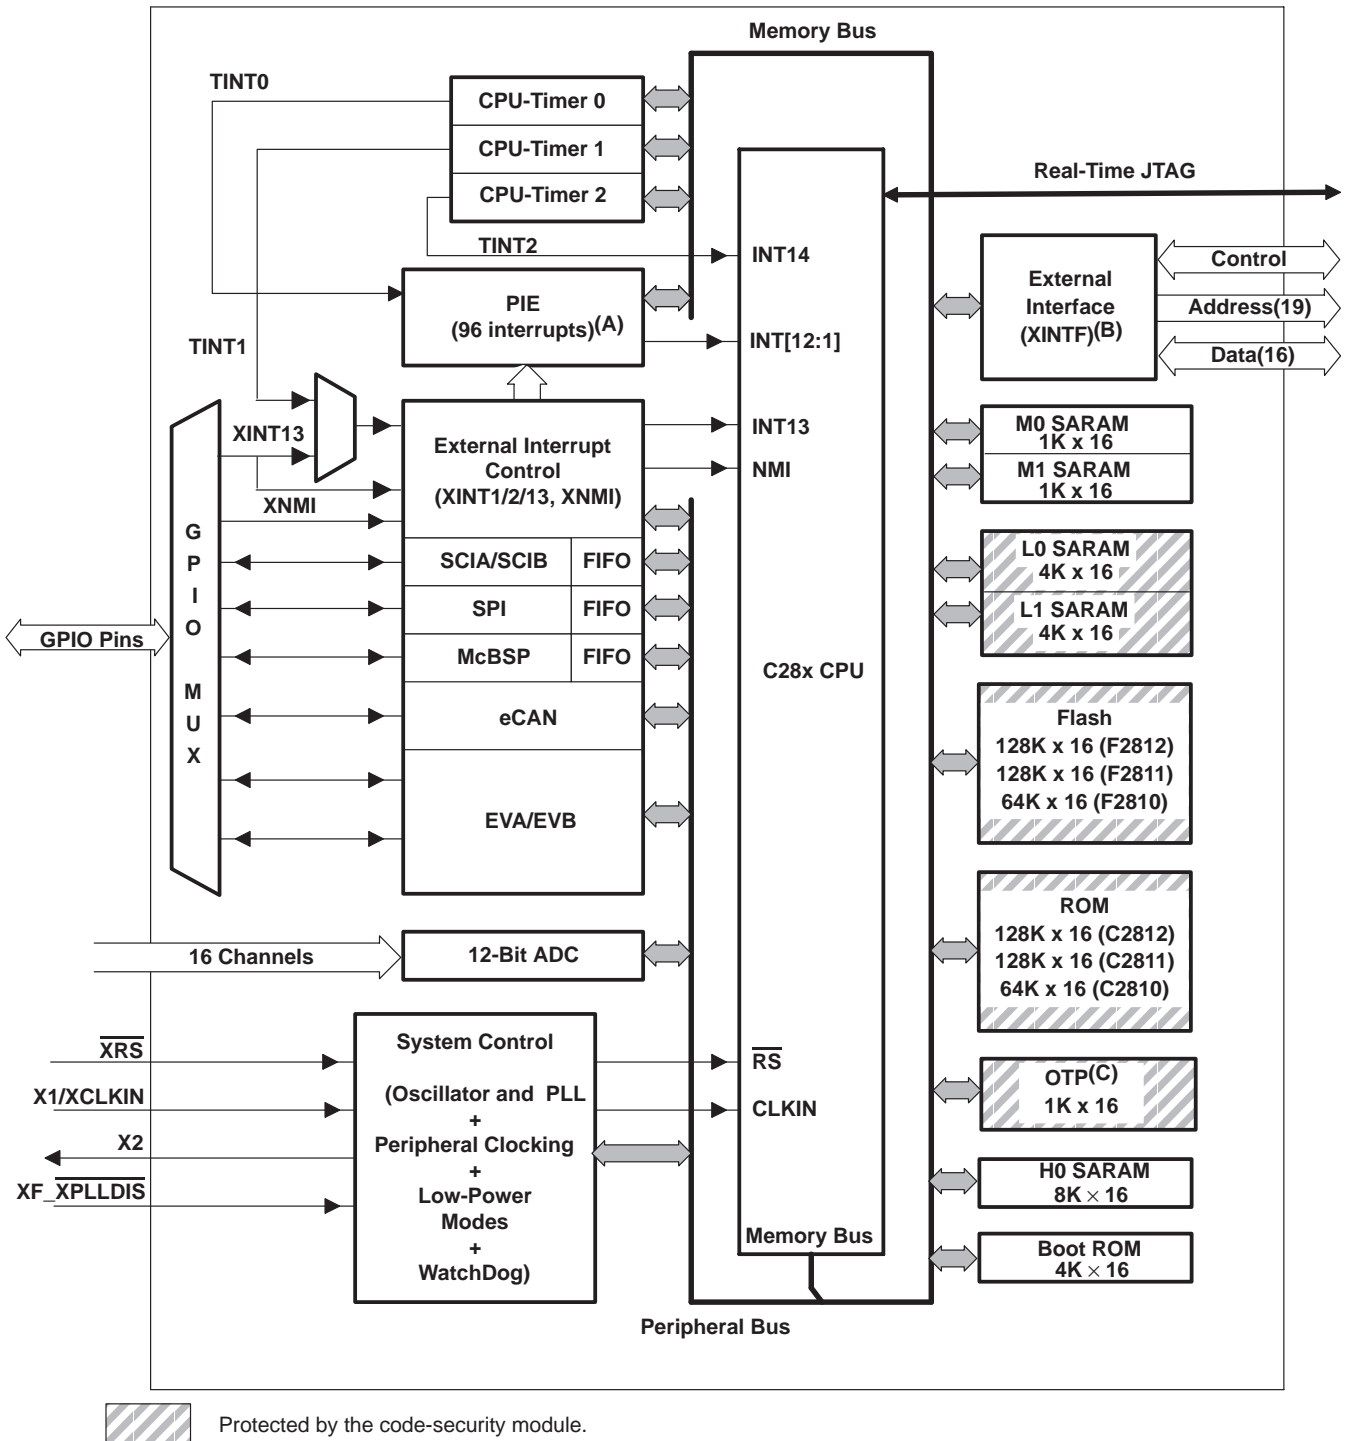 Memory Bus
TINT0
CPU-Timer 0
CPU-Timer 1
CPU-Timer 2
TINT2
Real-Time JTAG
INT14
PIE
(96 interrupts)(A)
INT[12:1]
TINT1
External
Interface
(XINTF)(B)
Control
Address(19)
Data(16)
XINT13
XNMI
External Interrupt
Control
(XINT1/2/13, XNMI)
INT13
NMI
M0 SARAM
1K x 16
M1 SARAM
1K x 16
L0 SARAM
4K x 16
L1 SARAM
4K x 16
GPIO Pins
G
P
I
O
M
U
X
SCIA/SCIB FIFO
SPI FIFO
McBSP FIFO
eCAN
EVA/EVB
C28x CPU
Flash
128K x 16 (F2812)
128K x 16 (F2811)
64K x 16 (F2810)
16 Channels
12-Bit ADC
ROM
128K x 16 (C2812)
128K x 16 (C2811)
64K x 16 (C2810)
XRS
X1/XCLKIN
X2
XF_XPLLDIS
System Control
(Oscillator and PLL
+
Peripheral Clocking
+
Low-Power
Modes
+
WatchDog)
RS
CLKIN
OTP(C)
1K x 16
H0 SARAM
8K × 16
Memory Bus
Boot ROM
4K × 16
Peripheral Bus
Protected by the code-security module.